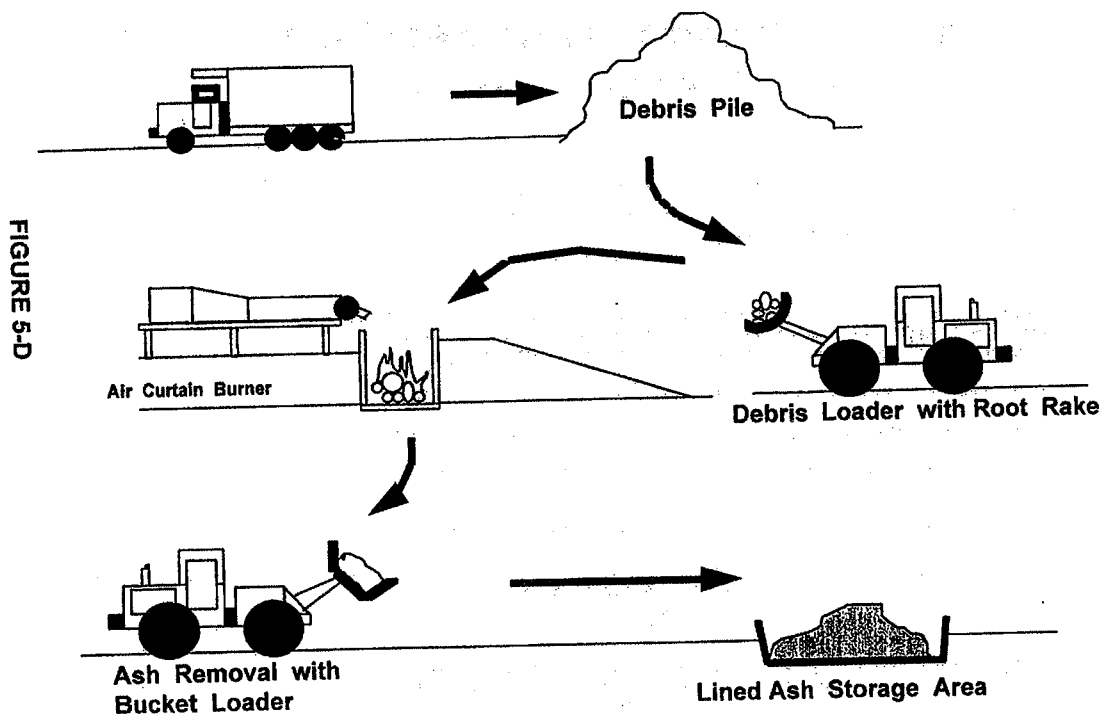 FIGURE 5-D
Debris Pile
Air Curtain Burner
Debris Loader with Root Rake
Ash Removal with
Bucket Loader
Lined Ash Storage Area